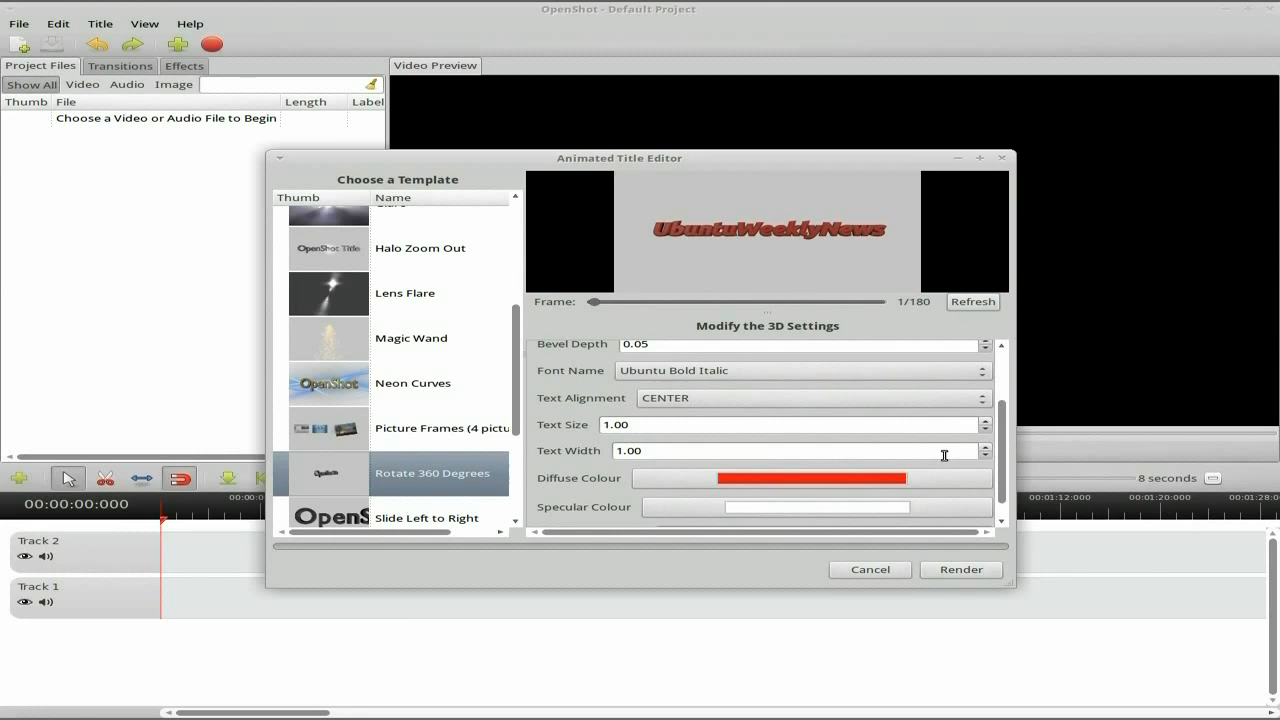 OpenShot - Default Project
File Edit Title View Help
Project Files Transitions Effects
Video Preview
Show All Video Audio Image
Thumb File Length Label
Choose a Video or Audio File to Begin
Animated Title Editor
Choose a Template
Thumb Name
Halo Zoom Out
OpenShot Title
Lens Flare
Magic Wand
Neon Curves
OpenShot
Picture Frames (4 pictu
Rotate 360 Degrees
Slide Left to Right
OpenS
UbuntuWeeklyNews
Frame: 1/180 Refresh
Modify the 3D Settings
Bevel Depth 0.05
Font Name Ubuntu Bold Italic
Text Alignment CENTER
Text Size 1.00
Text Width 1.00
Diffuse Colour
Specular Colour
Cancel Render
8 seconds
00:00:00:000 00:01:12:000 00:01:20:000 00:01:28:0
Track 2
Track 1